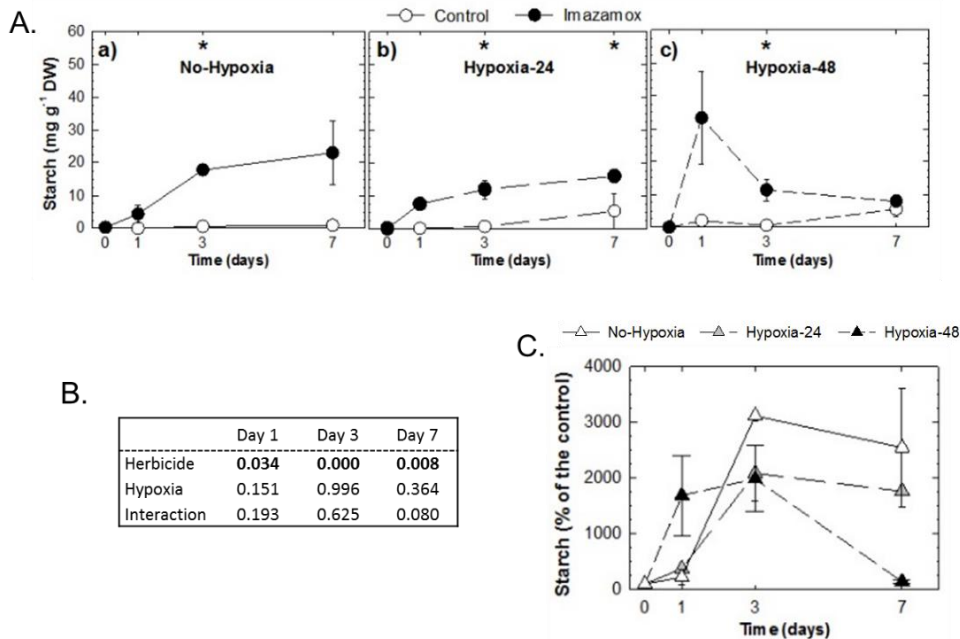 A.
Control Imazamox
a) No-Hypoxia
b) Hypoxia-24
c) Hypoxia-48
* * * *
Starch (mg g⁻¹ DW)
60
50
40
30
20
10
0
0 1 3 7
0 1 3 7
0 1 3 7
Time (days) Time (days) Time (days)
B.
Day 1 Day 3 Day 7
Herbicide 0.034 0.000 0.008
Hypoxia 0.151 0.996 0.364
Interaction 0.193 0.625 0.080
C.
No-Hypoxia Hypoxia-24 Hypoxia-48
Starch (% of the control)
4000
3000
2000
1000
0
0 1 3 7
Time (days)